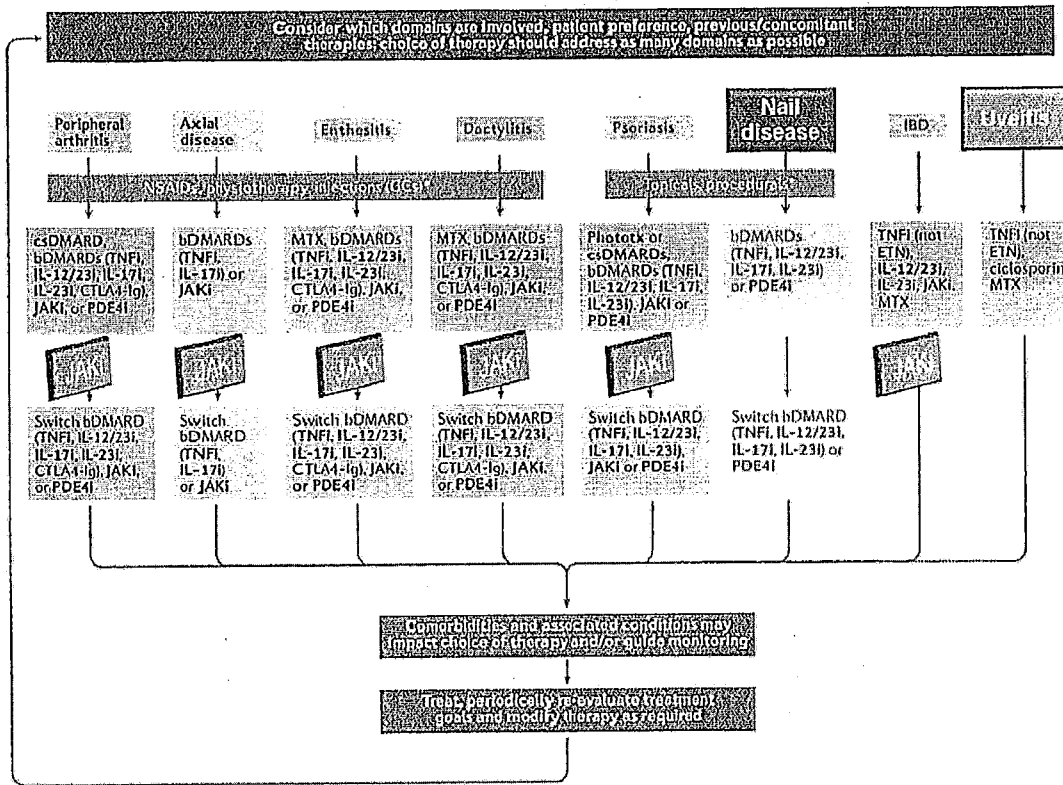 Consider which domains are involved, patient preference, previous/concomitant
therapies; choice of therapy should address as many domains as possible
Peripheral
arthritis
Axial
disease
Enthesitis
Dactylitis
Psoriasis
Nail
disease
IBD
Uveitis
NSAIDs, physiotherapy, injections (GCs)*
Topicals procedural*
csDMARD,
bDMARDs (TNFi,
IL-12/23i, IL-17i,
IL-23i, CTLA4-Ig)
JAKi, or PDE4i
bDMARDs
(TNFi,
IL-17i) or
JAKi
MTX, bDMARDs
(TNFi, IL-12/23i,
IL-17i, IL-23i,
CTLA4-Ig), JAKi,
or PDE4i
MTX, bDMARDs
(TNFi, IL-12/23i,
IL-17i, IL-23i,
CTLA4-Ig), JAKi,
or PDE4i
Phototx or
csDMARDs,
bDMARDs (TNFi,
IL-12/23i, IL-17i,
IL-23i), JAKi or
PDE4i
bDMARDs
(TNFi, IL-12/23i,
IL-17i, IL-23i)
or PDE4i
TNFi (not
ETN),
IL-12/23i,
IL-23i, JAKi,
MTX
TNFi (not
ETN),
ciclosporin,
MTX
JAKi
JAKi
JAKi
JAKi
JAKi
JAKi
Switch bDMARD
(TNFi, IL-12/23i,
IL-17i, IL-23i,
CTLA4-Ig), JAKi,
or PDE4i
Switch
bDMARD
(TNFi,
IL-17i)
or JAKi
Switch bDMARD
(TNFi, IL-12/23i,
IL-17i, IL-23i,
CTLA4-Ig), JAKi,
or PDE4i
Switch bDMARD
(TNFi, IL-12/23i,
IL-17i, IL-23i,
CTLA4-Ig), JAKi,
or PDE4i
Switch bDMARD
(TNFi, IL-12/23i,
IL-17i, IL-23i),
JAKi or PDE4i
Switch bDMARD
(TNFi, IL-12/23i,
IL-17i, IL-23i) or
PDE4i
Comorbidities and associated conditions may
impact choice of therapy and/or guide monitoring
Treat, periodically re-evaluate treatment
goals and modify therapy as required